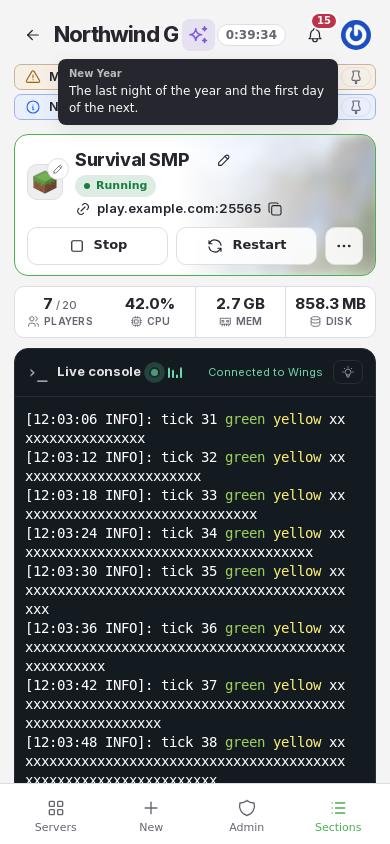 Northwind G
0:39:34
15
New Year
The last night of the year and the first day
of the next.
Survival SMP
Running
play.example.com:25565
Stop
Restart
7 / 20
PLAYERS
42.0%
CPU
2.7 GB
MEM
858.3 MB
DISK
Live console
Connected to Wings
[12:03:06 INFO]: tick 31 green yellow xx
xxxxxxxxxxxxxxx
[12:03:12 INFO]: tick 32 green yellow xx
xxxxxxxxxxxxxxxxxxxxxx
[12:03:18 INFO]: tick 33 green yellow xx
xxxxxxxxxxxxxxxxxxxxxxxxxxxxx
[12:03:24 INFO]: tick 34 green yellow xx
xxxxxxxxxxxxxxxxxxxxxxxxxxxxxxxxxxxx
[12:03:30 INFO]: tick 35 green yellow xx
xxxxxxxxxxxxxxxxxxxxxxxxxxxxxxxxxxxxxxxx
xxx
[12:03:36 INFO]: tick 36 green yellow xx
xxxxxxxxxxxxxxxxxxxxxxxxxxxxxxxxxxxxxxxx
xxxxxxxxxx
[12:03:42 INFO]: tick 37 green yellow xx
xxxxxxxxxxxxxxxxxxxxxxxxxxxxxxxxxxxxxxxx
xxxxxxxxxxxxxxxxx
[12:03:48 INFO]: tick 38 green yellow xx
xxxxxxxxxxxxxxxxxxxxxxxxxxxxxxxxxxxxxxxx
xxxxxxxxxxxxxxxxxxxxxxxx
Servers
New
Admin
Sections